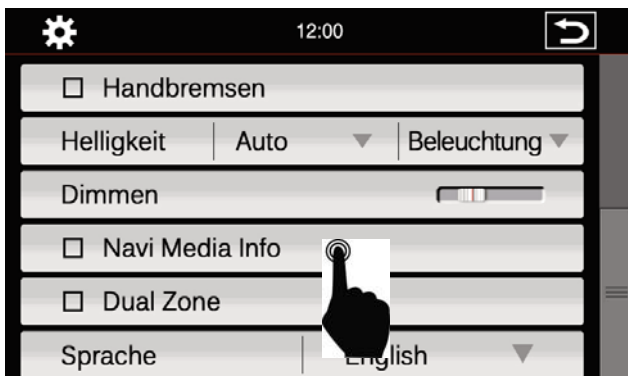 12:00
Handbremsen
Helligkeit Auto Beleuchtung
Dimmen
Navi Media Info
Dual Zone
Sprache English